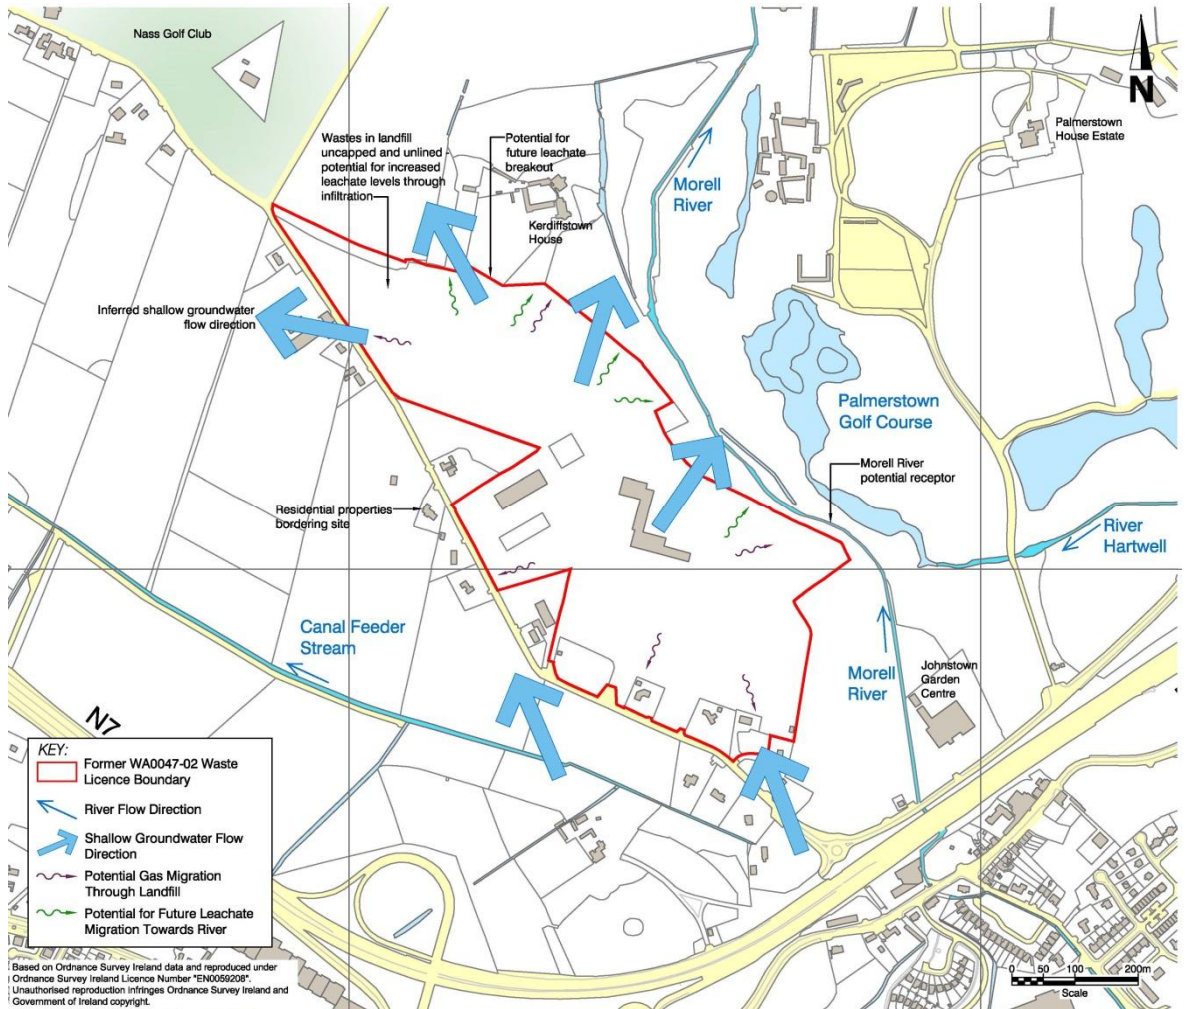 Nass Golf Club
N
Palmerstown
House Estate
Wastes in landfill
uncapped and unlined
potential for increased
leachate levels through
infiltration
Potential for
future leachate
breakout
Morell
River
Kerdiffstown
House
Inferred shallow groundwater
flow direction
Palmerstown
Golf Course
Morell River
potential receptor
Residential properties
bordering site
River
Hartwell
Canal Feeder
Stream
Morell
River
Johnstown
Garden
Centre
N7
KEY:
Former WA0047-02 Waste
Licence Boundary
River Flow Direction
Shallow Groundwater Flow
Direction
Potential Gas Migration
Through Landfill
Potential for Future Leachate
Migration Towards River
Based on Ordnance Survey Ireland data and reproduced under
Ordnance Survey Ireland Licence Number "EN0059208".
Unauthorised reproduction infringes Ordnance Survey Ireland and
Government of Ireland copyright.
0 50 100 200m
Scale